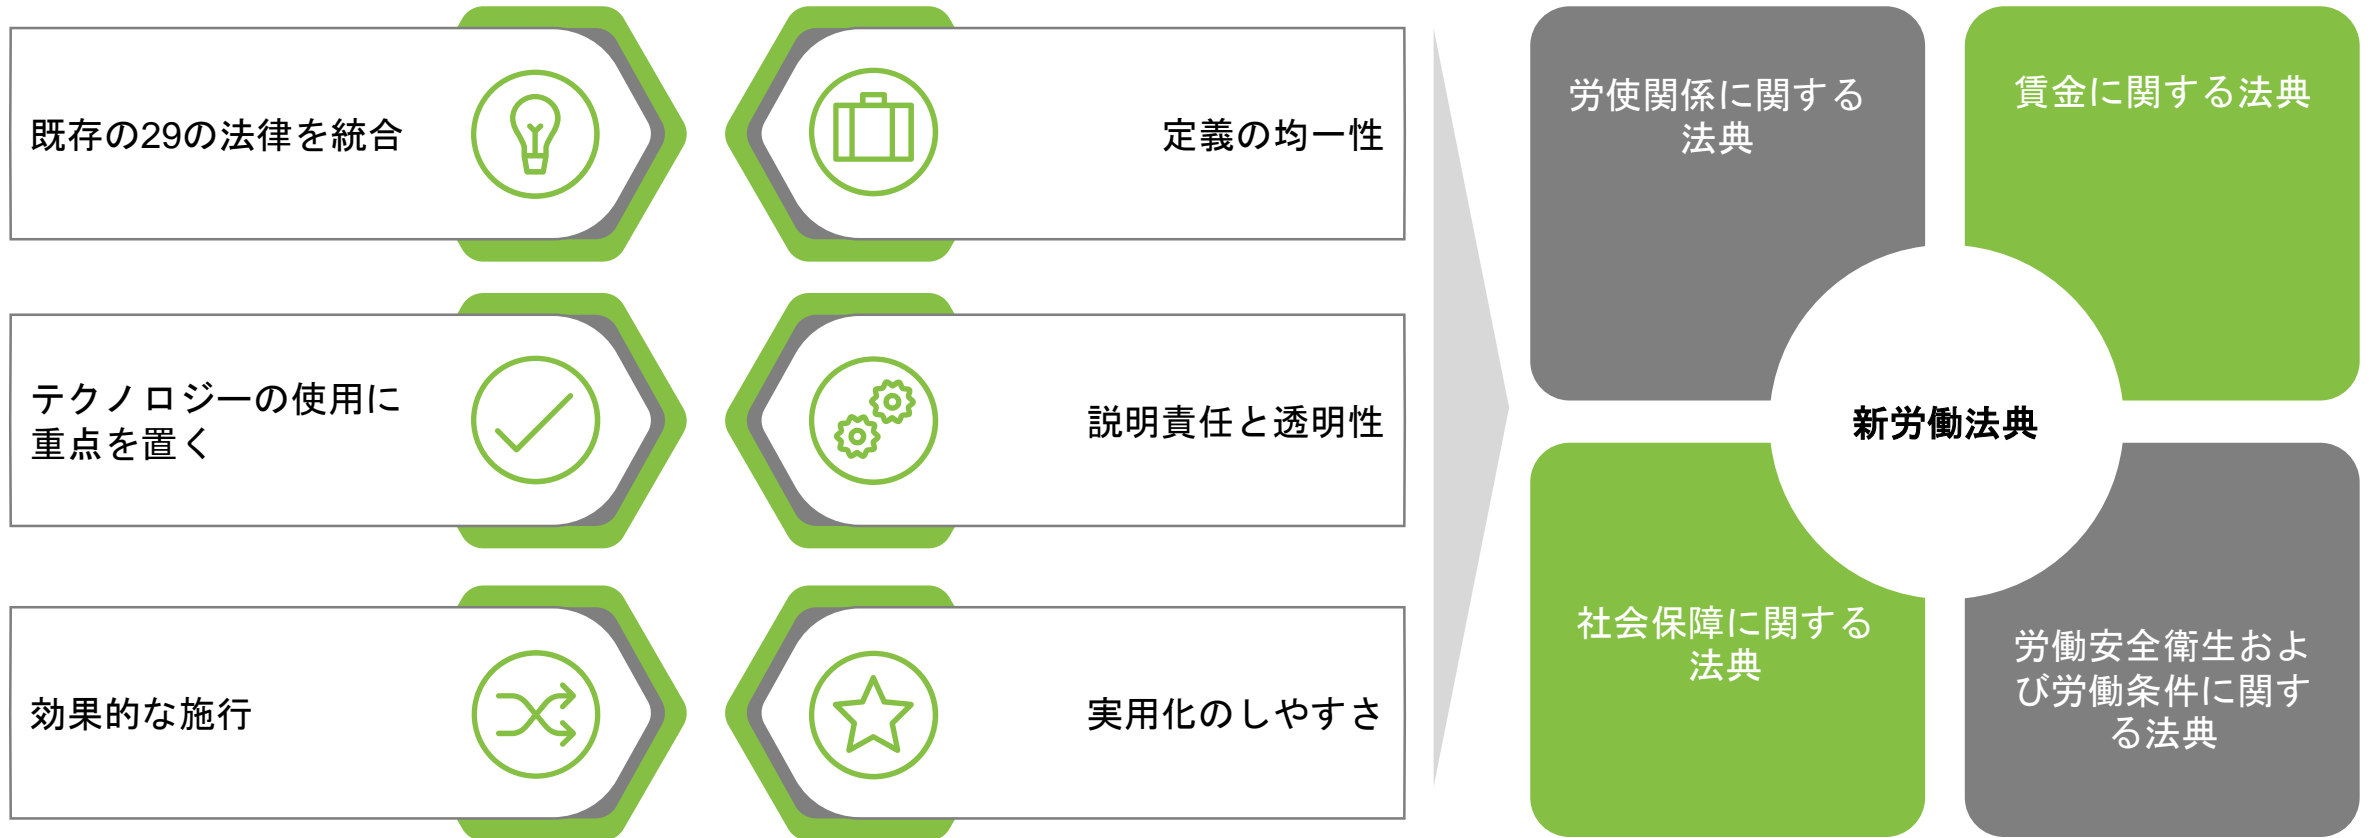 既存の29の法律を統合
定義の均一性
テクノロジーの使用に
重点を置く
説明責任と透明性
効果的な施行
実用化のしやすさ
労使関係に関する
法典
賃金に関する法典
新労働法典
社会保障に関する
法典
労働安全衛生およ
び労働条件に関す
る法典